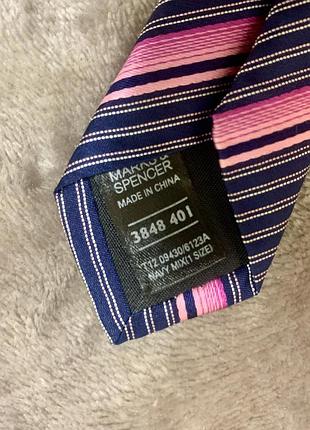 MARKS &
SPENCER
MADE IN CHINA
3848 401
T12 09430/6123A
NAVY MIX(1 SIZE)